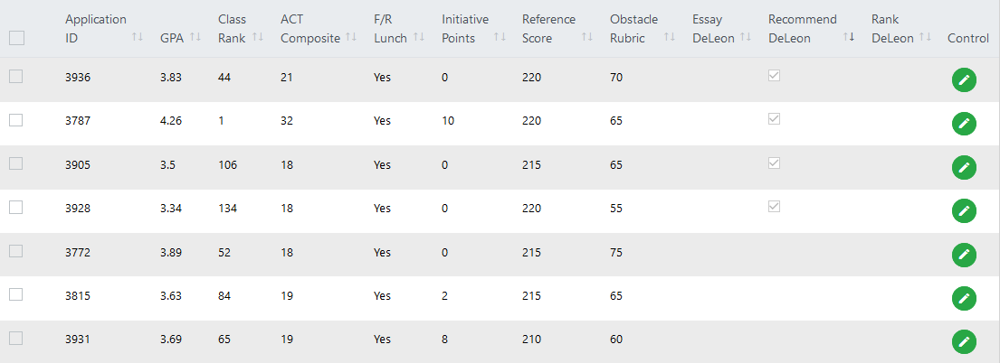 Application ID GPA Class Rank ACT Composite F/R Lunch Initiative Points Reference Score Obstacle Rubric Essay DeLeon Recommend DeLeon Rank DeLeon Control
3936 3.83 44 21 Yes 0 220 70
3787 4.26 1 32 Yes 10 220 65
3905 3.5 106 18 Yes 0 215 65
3928 3.34 134 18 Yes 0 220 55
3772 3.89 52 18 Yes 0 215 75
3815 3.63 84 19 Yes 2 215 65
3931 3.69 65 19 Yes 8 210 60